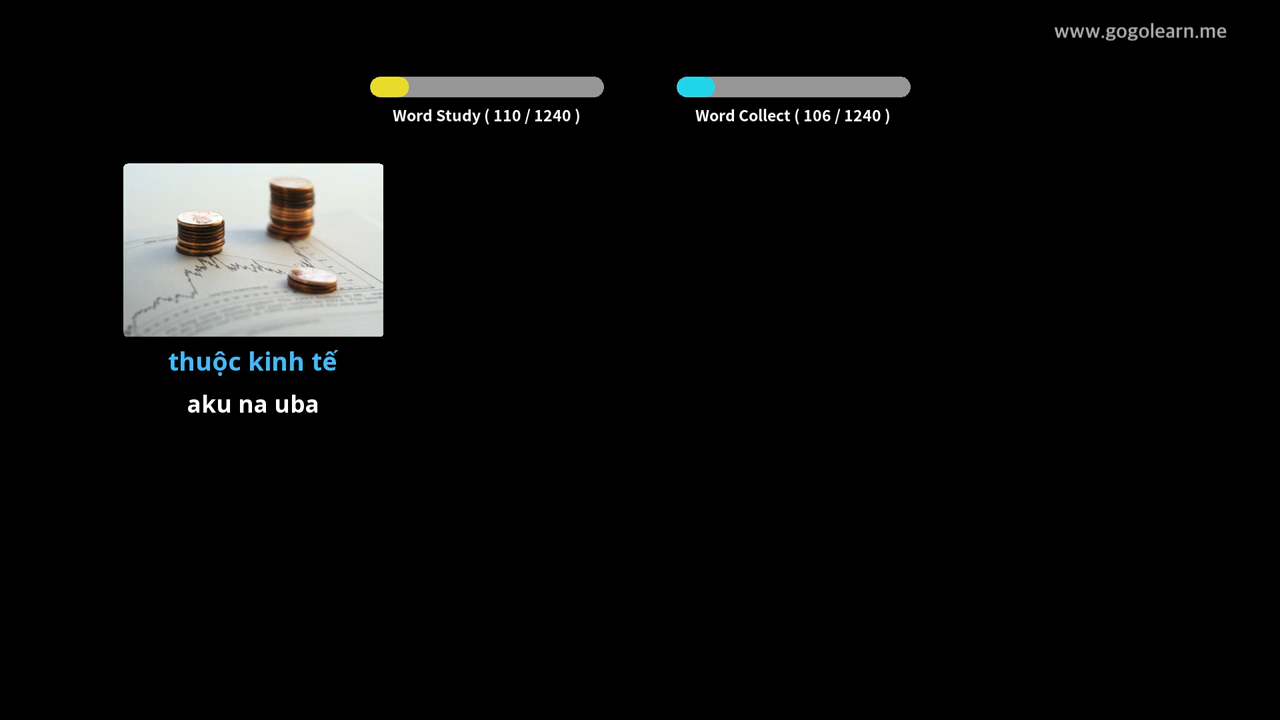 www.gogolearn.me
Word Study ( 110 / 1240 )
Word Collect ( 106 / 1240 )
thuộc kinh tế
aku na uba